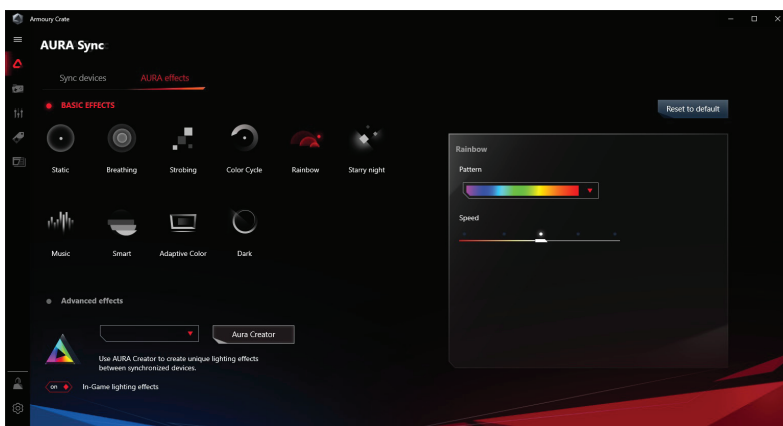 Armoury Crate
AURA Sync
Sync devices
AURA effects
BASIC EFFECTS
Reset to default
Static
Breathing
Strobing
Color Cycle
Rainbow
Starry night
Music
Smart
Adaptive Color
Dark
Advanced effects
Aura Creator
Use AURA Creator to create unique lighting effects
between synchronized devices.
on
In-Game lighting effects
Rainbow
Pattern
Speed